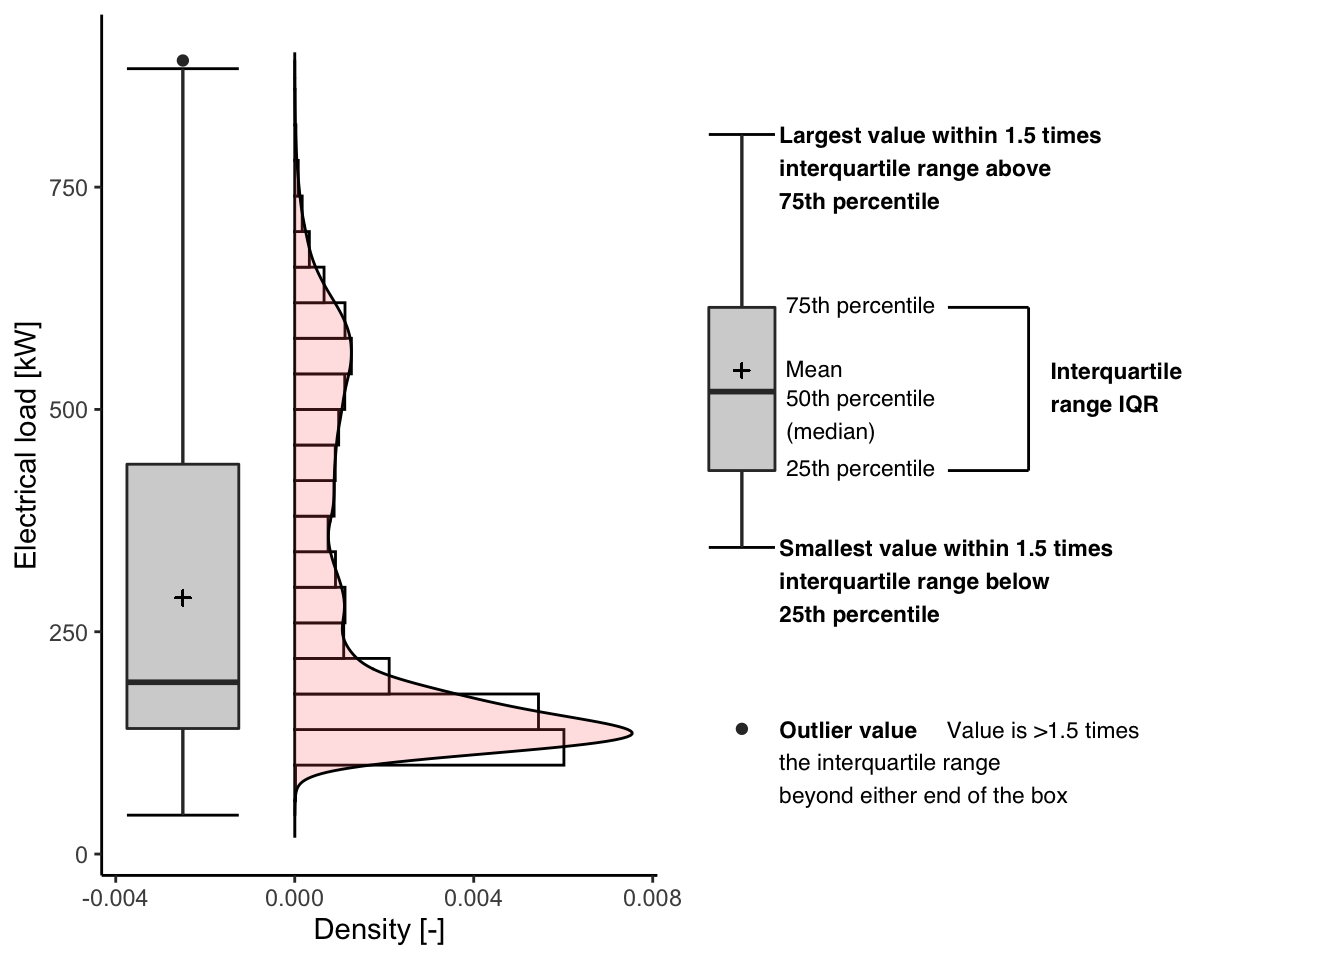 Electrical load [kW]
750
500
250
0
-0.004
0.000
0.004
0.008
Density [-]
Largest value within 1.5 times
interquartile range above
75th percentile
75th percentile
Mean
50th percentile
(median)
25th percentile
Interquartile
range IQR
Smallest value within 1.5 times
interquartile range below
25th percentile
Outlier value Value is >1.5 times
the interquartile range
beyond either end of the box